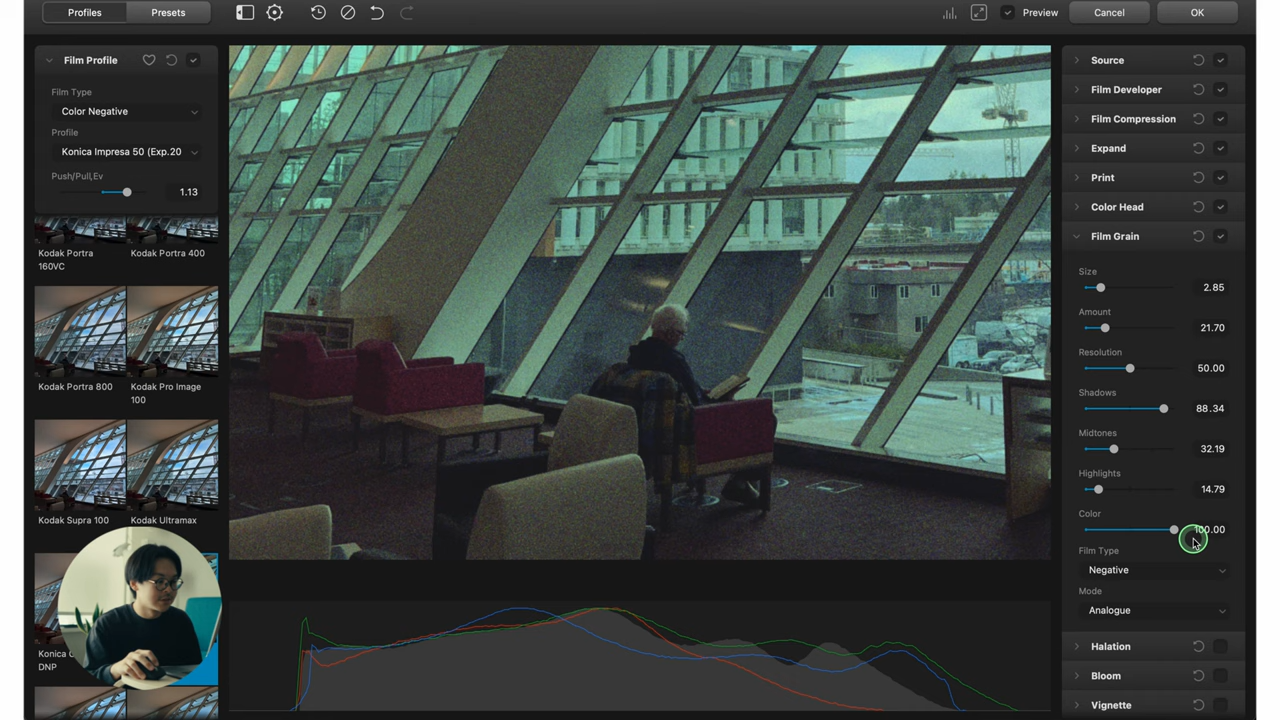 Profiles
Presets
Preview
Cancel
OK
Film Profile
Film Type
Color Negative
Profile
Konica Impresa 50 (Exp.20
Push/Pull,Ev
1.13
Kodak Portra
160VC
Kodak Portra 400
Kodak Portra 800
Kodak Pro Image
100
Kodak Supra 100
Kodak Ultramax
DNP
Source
Film Developer
Film Compression
Expand
Print
Color Head
Film Grain
Size
2.85
Amount
21.70
Resolution
50.00
Shadows
88.34
Midtones
32.19
Highlights
14.79
Color
100.00
Film Type
Negative
Mode
Analogue
Halation
Bloom
Vignette